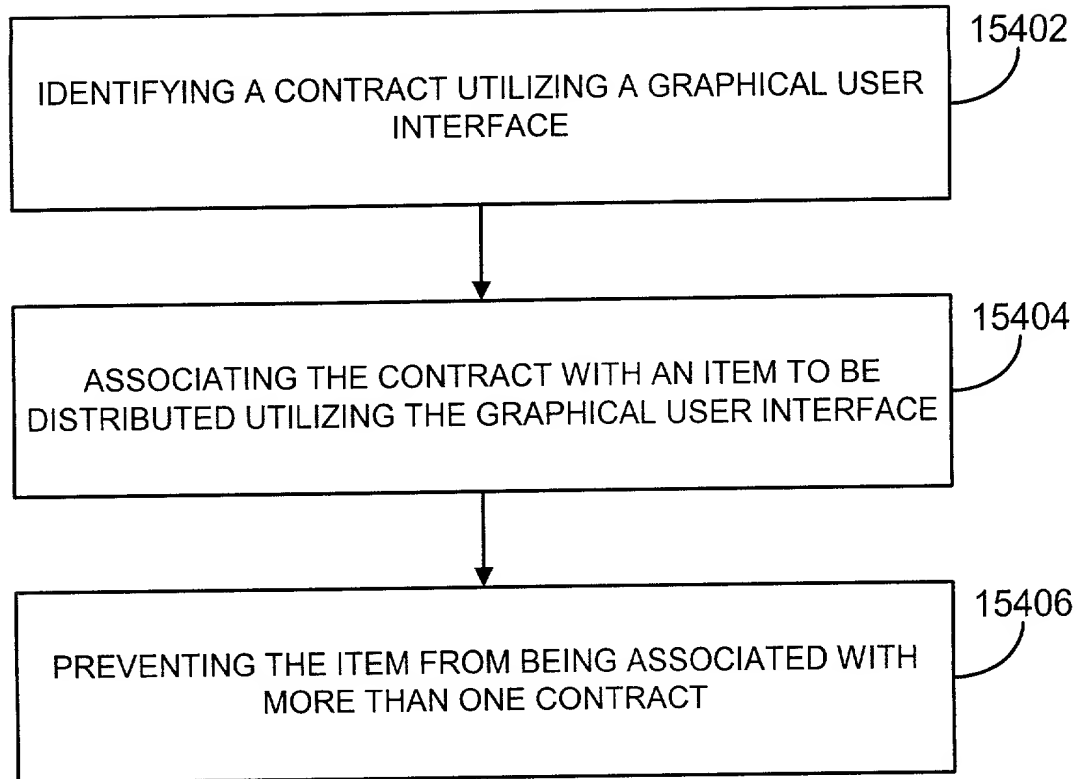 15402
IDENTIFYING A CONTRACT UTILIZING A GRAPHICAL USER
INTERFACE
15404
ASSOCIATING THE CONTRACT WITH AN ITEM TO BE
DISTRIBUTED UTILIZING THE GRAPHICAL USER INTERFACE
15406
PREVENTING THE ITEM FROM BEING ASSOCIATED WITH
MORE THAN ONE CONTRACT